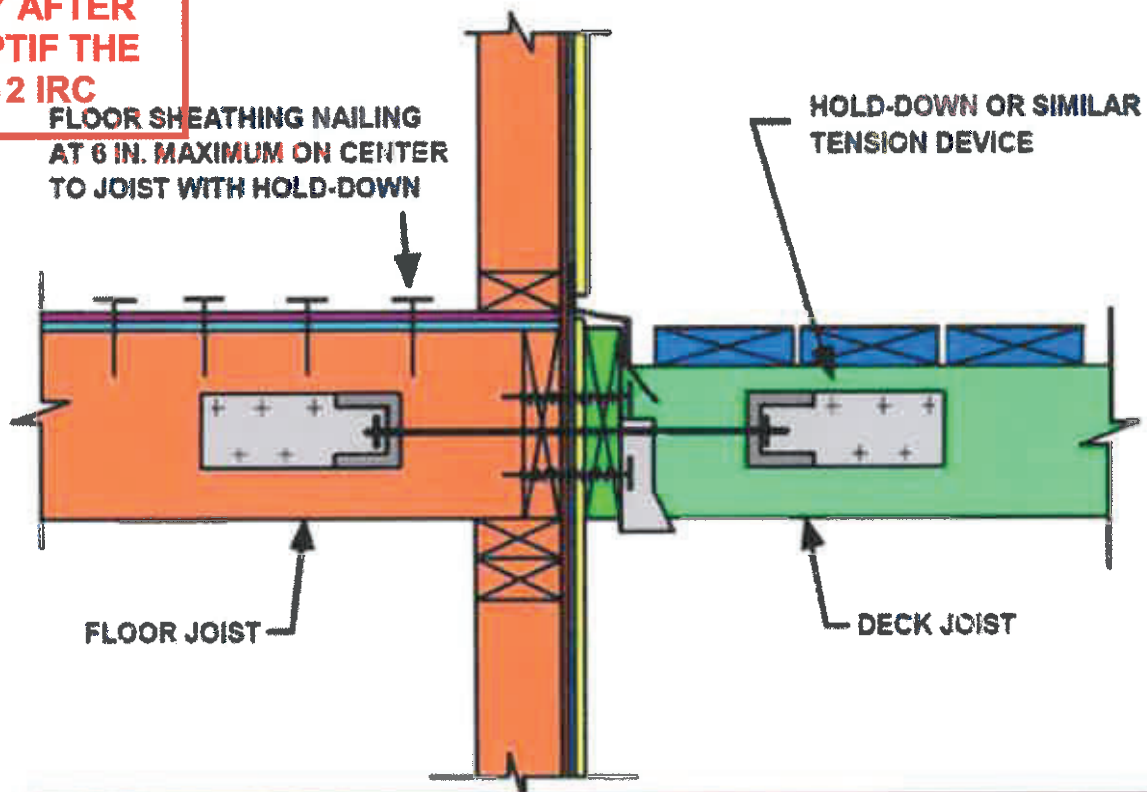 Y AFTER
PTIF THE
2 IRC
FLOOR SHEATHING NAILING
AT 6 IN. MAXIMUM ON CENTER
TO JOIST WITH HOLD-DOWN
HOLD-DOWN OR SIMILAR
TENSION DEVICE
FLOOR JOIST
DECK JOIST